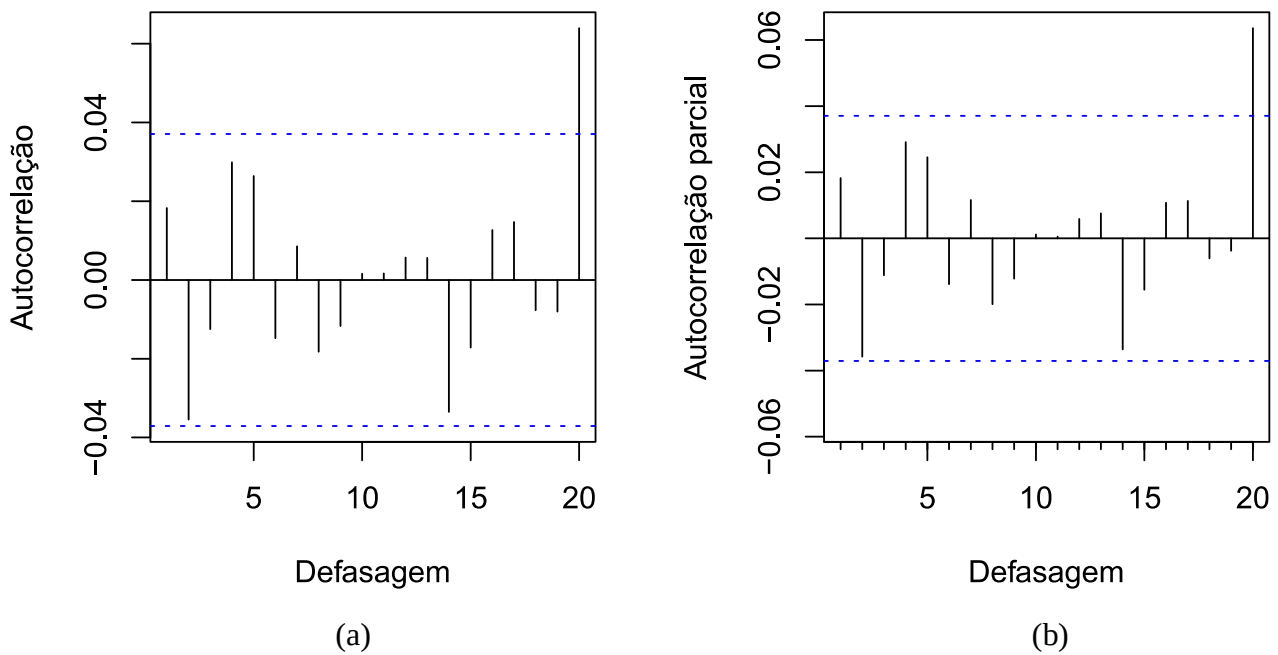 Autocorrelação
0.04
0.00
−0.04
5 10 15 20
Defasagem
(a)
Autocorrelação parcial
0.06
0.02
−0.02
−0.06
5 10 15 20
Defasagem
(b)